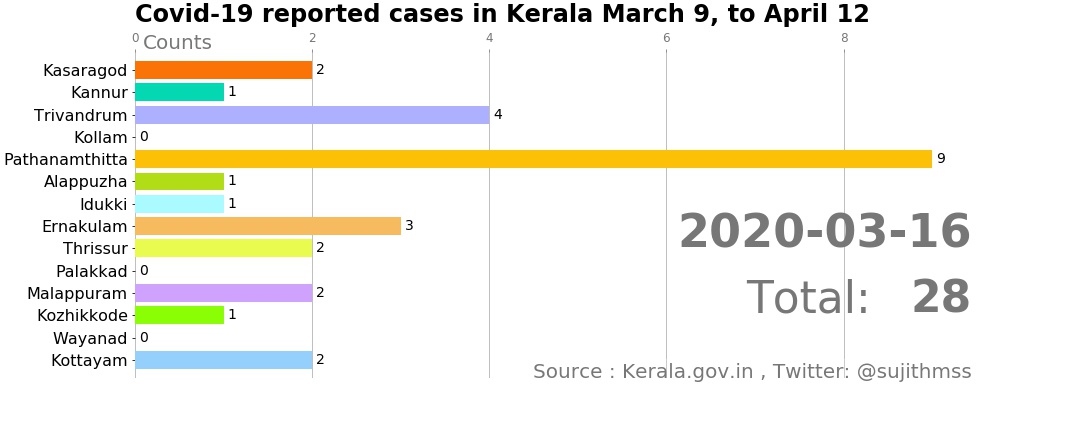 Covid-19 reported cases in Kerala March 9, to April 12
0 2 4 6 8
Counts
Kasaragod 2
Kannur 1
Trivandrum 4
Kollam 0
Pathanamthitta 9
Alappuzha 1
Idukki 1
Ernakulam 3
Thrissur 2
Palakkad 0
Malappuram 2
Kozhikkode 1
Wayanad 0
Kottayam 2
2020-03-16
Total: 28
Source : Kerala.gov.in , Twitter: @sujithmss